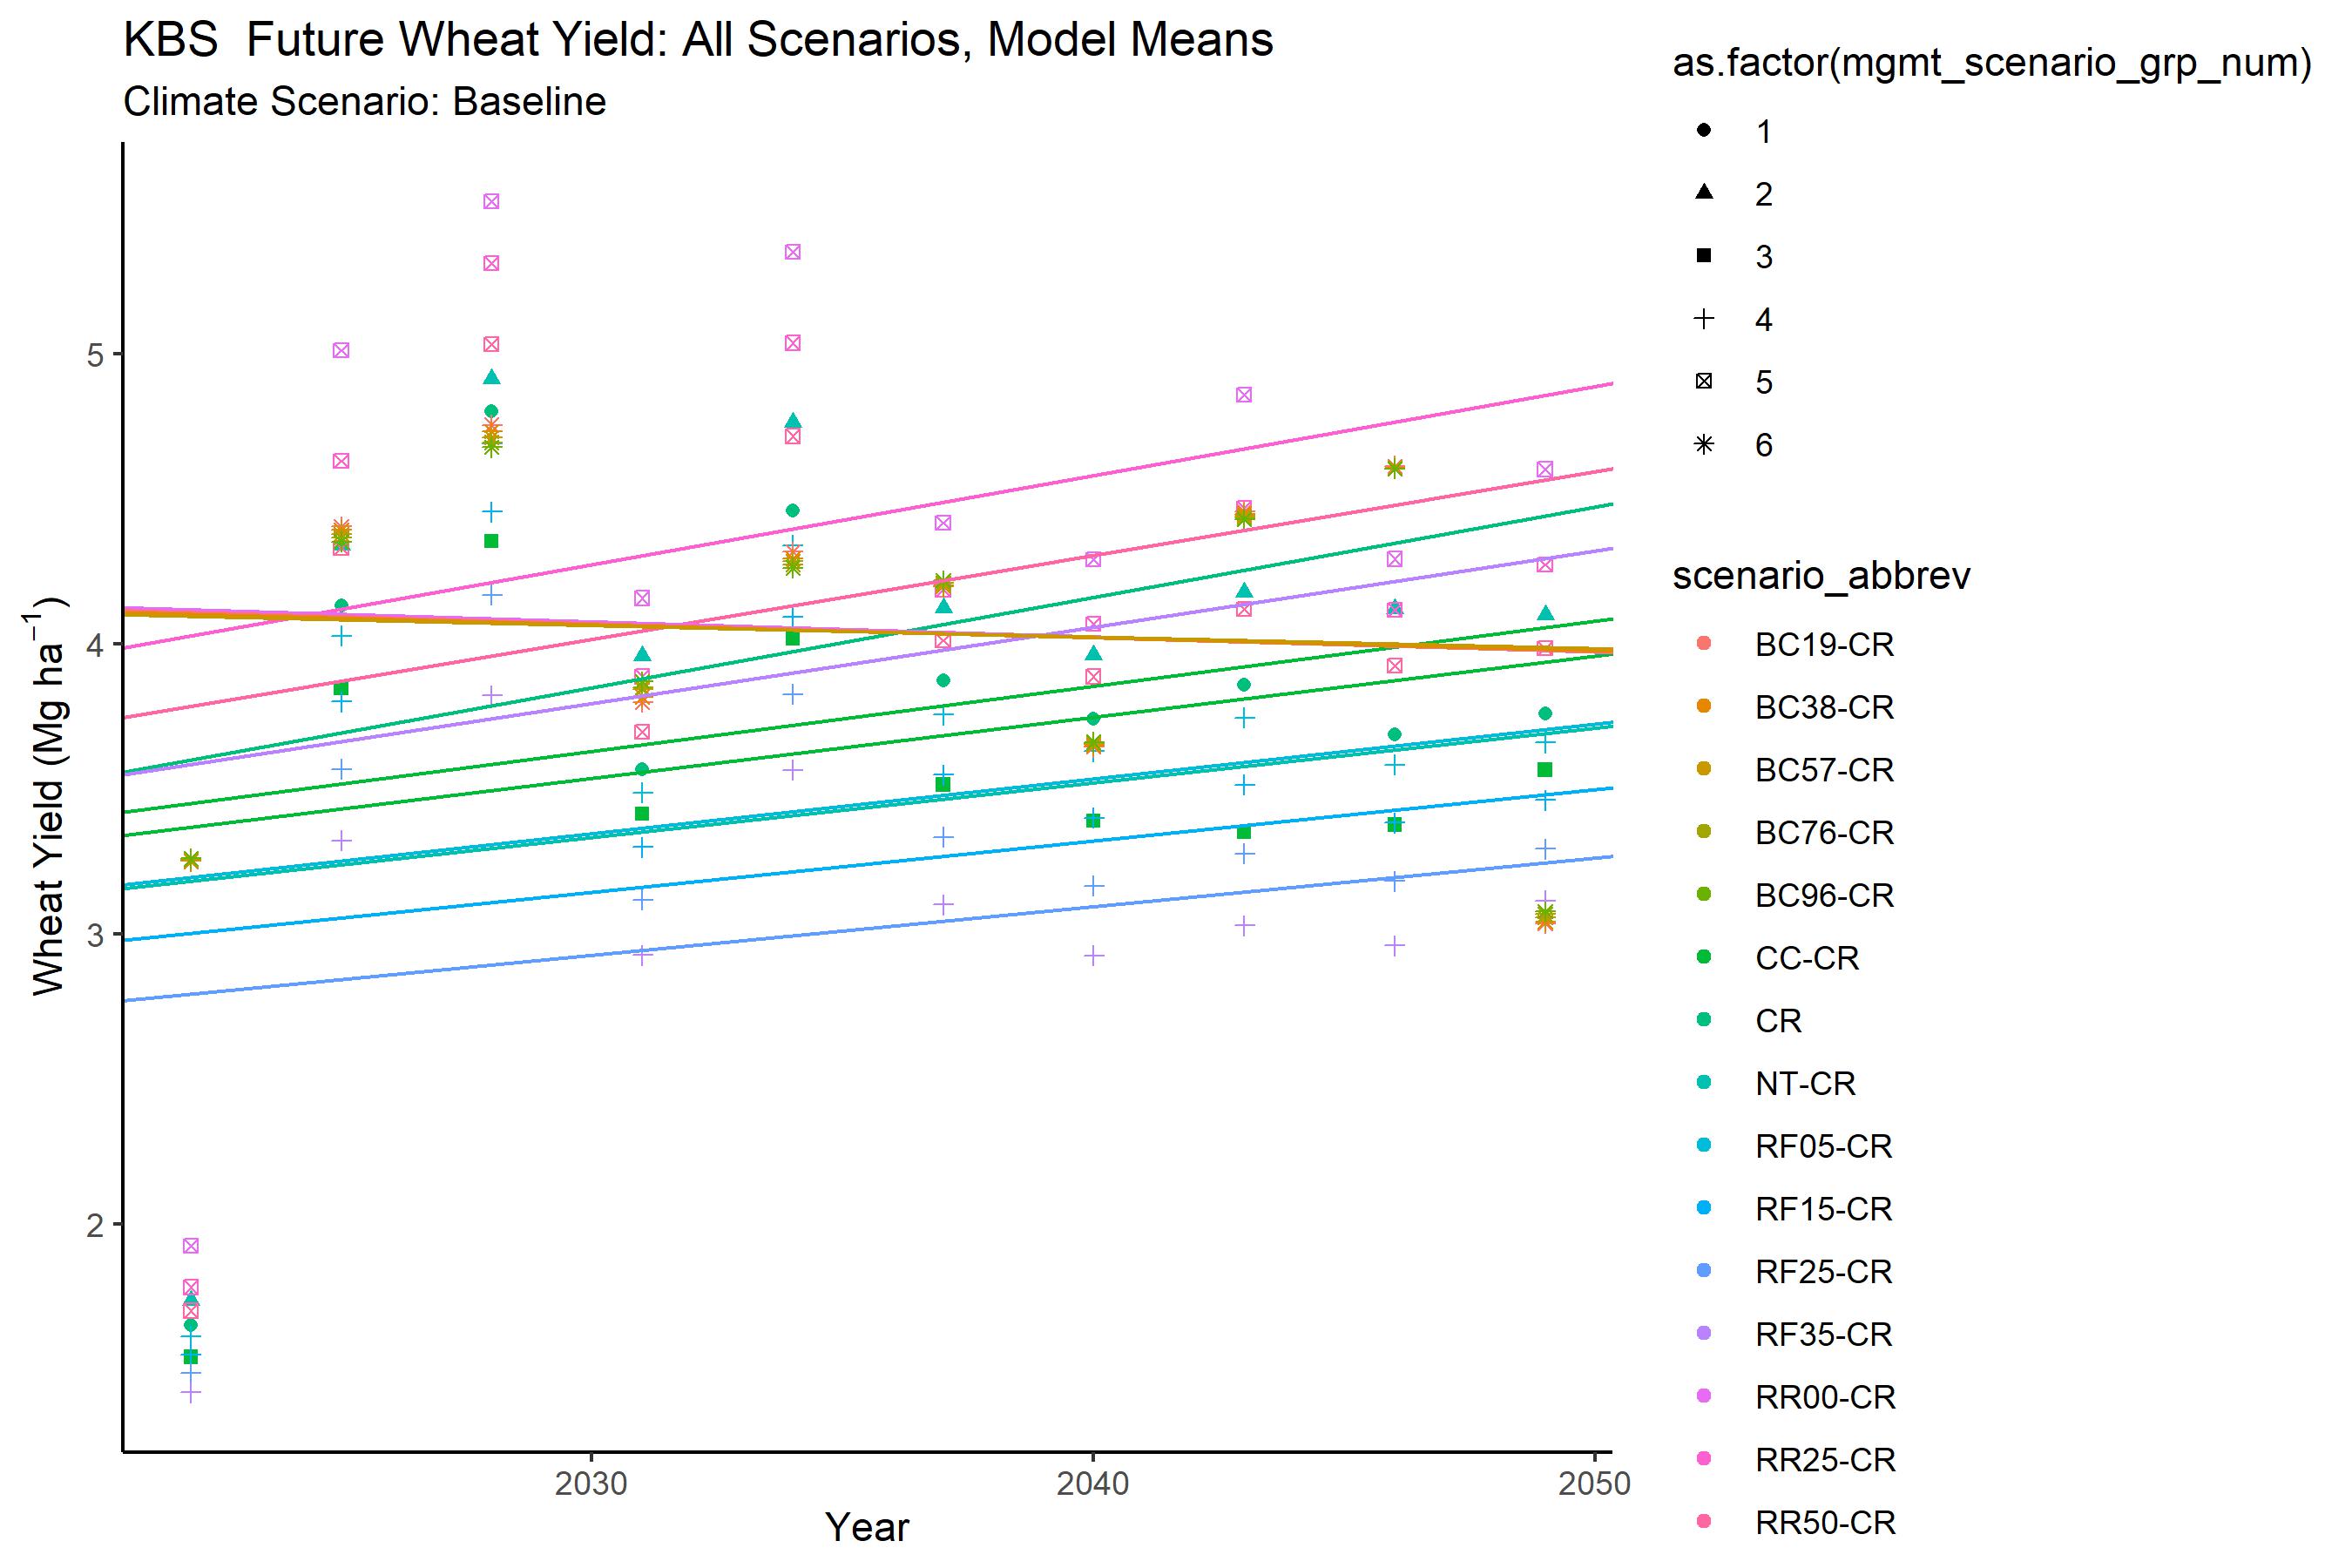 KBS  Future Wheat Yield: All Scenarios, Model Means
Climate Scenario: Baseline
Wheat Yield (Mg ha⁻¹)
5
4
3
2
2030
2040
2050
Year
as.factor(mgmt_scenario_grp_num)
1
2
3
4
5
6
scenario_abbrev
BC19-CR
BC38-CR
BC57-CR
BC76-CR
BC96-CR
CC-CR
CR
NT-CR
RF05-CR
RF15-CR
RF25-CR
RF35-CR
RR00-CR
RR25-CR
RR50-CR